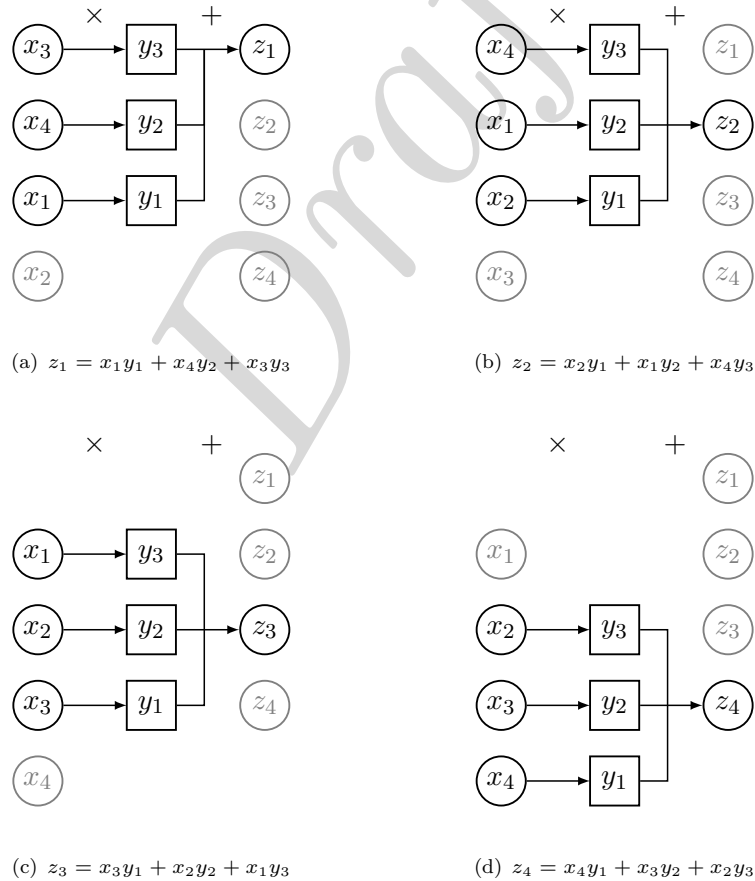 × +
x₃ y₃ z₁
x₄ y₂ z₂
x₁ y₁ z₃
x₂ z₄
(a) z₁ = x₁y₁ + x₄y₂ + x₃y₃
× +
x₄ y₃ z₁
x₁ y₂ z₂
x₂ y₁ z₃
x₃ z₄
(b) z₂ = x₂y₁ + x₁y₂ + x₄y₃
× +
z₁
x₁ y₃ z₂
x₂ y₂ z₃
x₃ y₁ z₄
x₄
(c) z₃ = x₃y₁ + x₂y₂ + x₁y₃
× +
z₁
x₁ z₂
x₂ y₃ z₃
x₃ y₂ z₄
x₄ y₁
(d) z₄ = x₄y₁ + x₃y₂ + x₂y₃